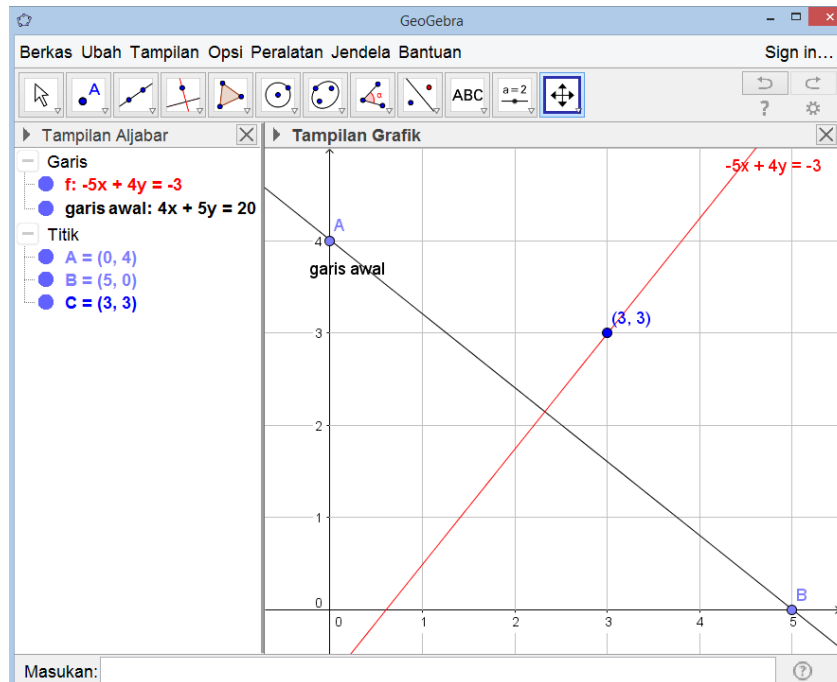 GeoGebra
Berkas Ubah Tampilan Opsi Peralatan Jendela Bantuan Sign in...
A α ABC a=2 ?
Tampilan Aljabar
Tampilan Grafik
Garis
f: -5x + 4y = -3
garis awal: 4x + 5y = 20
Titik
A = (0, 4)
B = (5, 0)
C = (3, 3)
-5x + 4y = -3
A
4
garis awal
(3, 3)
3
2
1
B
0
0 1 2 3 4 5
Masukan: ?